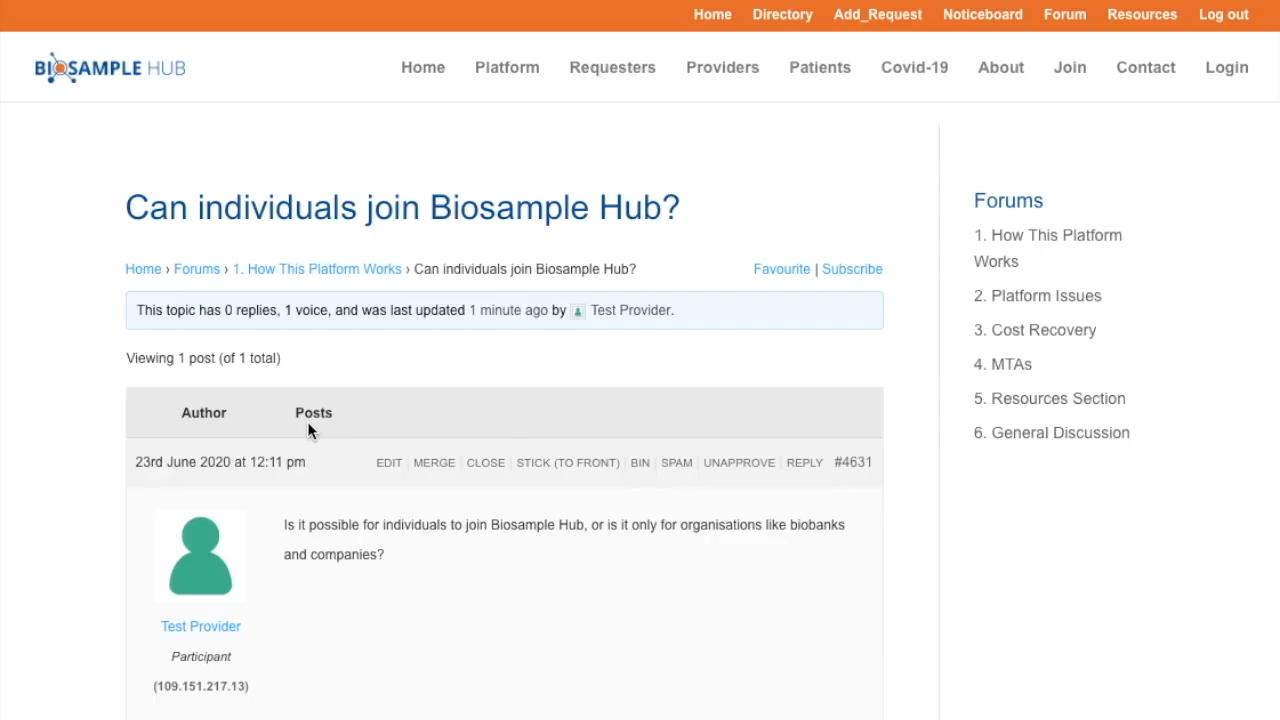 Home Directory Add_Request Noticeboard Forum Resources Log out
BIOSAMPLE HUB
Home Platform Requesters Providers Patients Covid-19 About Join Contact Login
Can individuals join Biosample Hub?
Home › Forums › 1. How This Platform Works › Can individuals join Biosample Hub?
Favourite | Subscribe
This topic has 0 replies, 1 voice, and was last updated 1 minute ago by Test Provider.
Viewing 1 post (of 1 total)
Author Posts
23rd June 2020 at 12:11 pm
EDIT | MERGE | CLOSE | STICK (TO FRONT) | BIN | SPAM | UNAPPROVE | REPLY #4631
Is it possible for individuals to join Biosample Hub, or is it only for organisations like biobanks
and companies?
Test Provider
Participant
(109.151.217.13)
Forums
1. How This Platform
Works
2. Platform Issues
3. Cost Recovery
4. MTAs
5. Resources Section
6. General Discussion